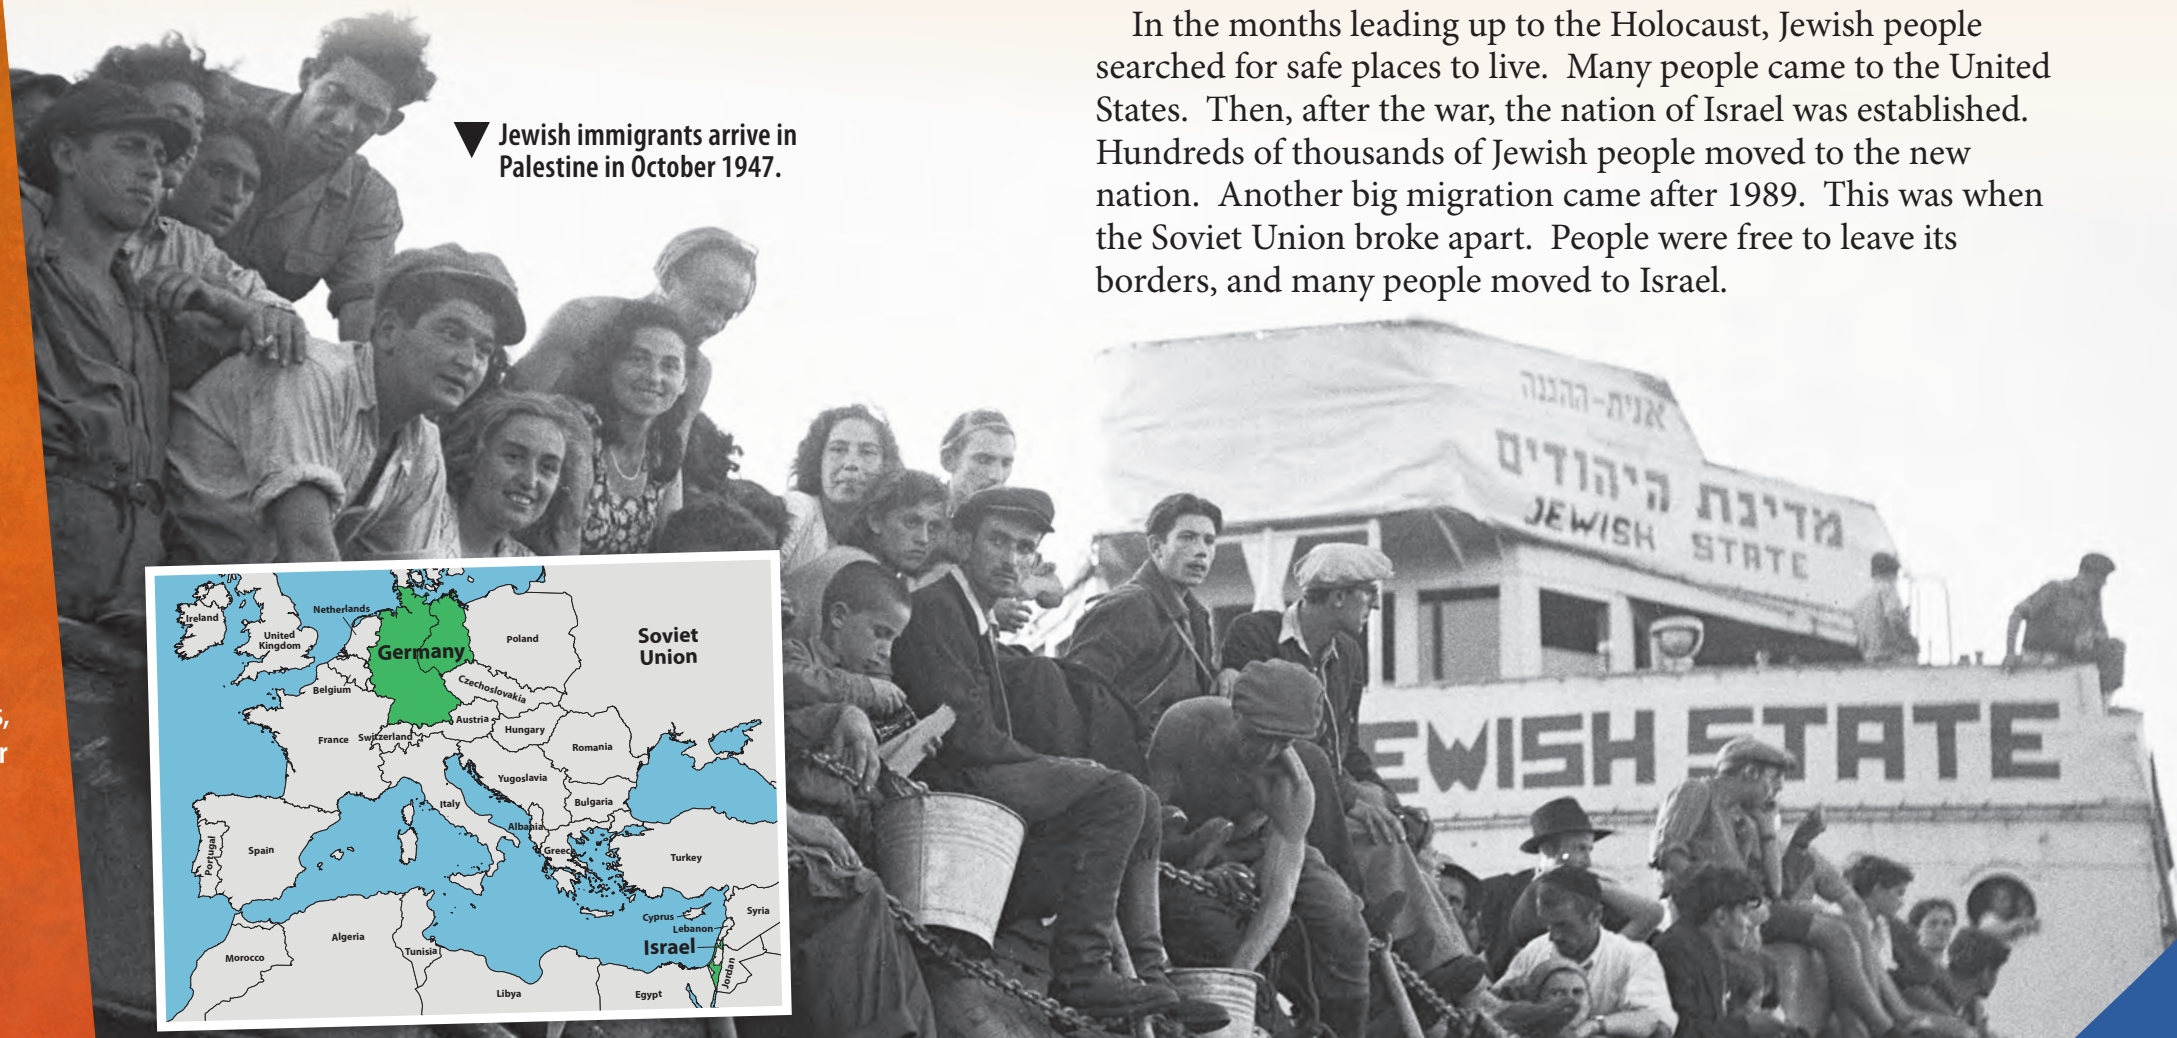 In the months leading up to the Holocaust, Jewish people
searched for safe places to live.  Many people came to the United
States.  Then, after the war, the nation of Israel was established.
Hundreds of thousands of Jewish people moved to the new
nation.  Another big migration came after 1989.  This was when
the Soviet Union broke apart.  People were free to leave its
borders, and many people moved to Israel.
▼ Jewish immigrants arrive in
Palestine in October 1947.
אנית-ההגנה
מדינת היהודים
JEWISH STATE
EWISH STATE
s,
r
Ireland
United
Kingdom
Netherlands
Germany
Poland
Soviet
Union
Belgium
Czechoslovakia
France
Switzerland
Austria
Hungary
Romania
Yugoslavia
Italy
Bulgaria
Albania
Greece
Portugal
Spain
Turkey
Cyprus
Syria
Lebanon
Israel
Jordan
Morocco
Algeria
Tunisia
Libya
Egypt